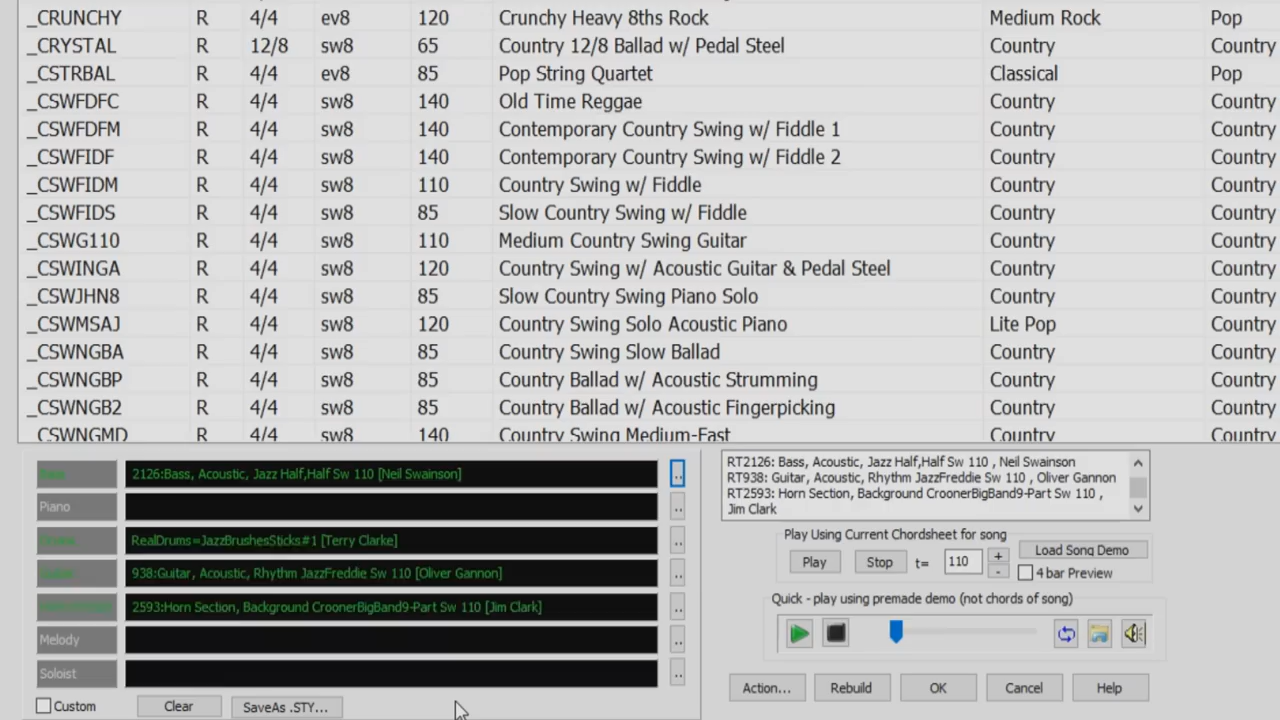 _CRUNCHY R 4/4 ev8 120 Crunchy Heavy 8ths Rock Medium Rock Pop
_CRYSTAL R 12/8 sw8 65 Country 12/8 Ballad w/ Pedal Steel Country Country
_CSTRBAL R 4/4 ev8 85 Pop String Quartet Classical Pop
_CSWFDFC R 4/4 sw8 140 Old Time Reggae Country Country
_CSWFDFM R 4/4 sw8 140 Contemporary Country Swing w/ Fiddle 1 Country Country
_CSWFIDF R 4/4 sw8 140 Contemporary Country Swing w/ Fiddle 2 Country Country
_CSWFIDM R 4/4 sw8 110 Country Swing w/ Fiddle Country Country
_CSWFIDS R 4/4 sw8 85 Slow Country Swing w/ Fiddle Country Country
_CSWG110 R 4/4 sw8 110 Medium Country Swing Guitar Country Country
_CSWINGA R 4/4 sw8 120 Country Swing w/ Acoustic Guitar & Pedal Steel Country Country
_CSWJHN8 R 4/4 sw8 85 Slow Country Swing Piano Solo Country Country
_CSWMSAJ R 4/4 sw8 120 Country Swing Solo Acoustic Piano Lite Pop Country
_CSWNGBA R 4/4 sw8 85 Country Swing Slow Ballad Country Country
_CSWNGBP R 4/4 sw8 85 Country Ballad w/ Acoustic Strumming Country Country
_CSWNGB2 R 4/4 sw8 85 Country Ballad w/ Acoustic Fingerpicking Country Country
_CSWNGMD R 4/4 sw8 140 Country Swing Medium-Fast Country Country
2126:Bass, Acoustic, Jazz Half,Half Sw 110 [Neil Swainson] ..
Piano ..
RealDrums=JazzBrushesSticks#1 [Terry Clarke] ..
938:Guitar, Acoustic, Rhythm JazzFreddie Sw 110 [Oliver Gannon] ..
2593:Horn Section, Background CroonerBigBand9-Part Sw 110 [Jim Clark] ..
Melody ..
Soloist ..
Custom Clear SaveAs .STY...
RT2126: Bass, Acoustic, Jazz Half,Half Sw 110 , Neil Swainson
RT938: Guitar, Acoustic, Rhythm JazzFreddie Sw 110 , Oliver Gannon
RT2593: Horn Section, Background CroonerBigBand9-Part Sw 110 ,
Jim Clark
Play Using Current Chordsheet for song
Play Stop t= 110 + - Load Song Demo
4 bar Preview
Quick - play using premade demo (not chords of song)
Action... Rebuild OK Cancel Help